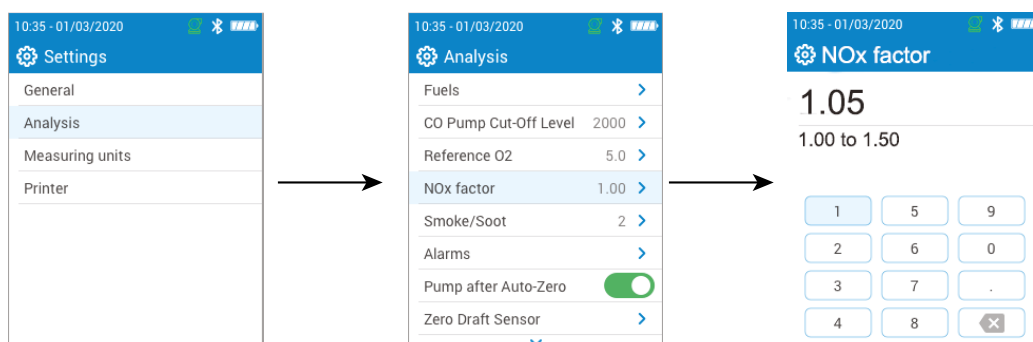 10:35 - 01/03/2020
Settings
General
Analysis
Measuring units
Printer
10:35 - 01/03/2020
Analysis
Fuels
CO Pump Cut-Off Level 2000
Reference O2 5.0
NOx factor 1.00
Smoke/Soot 2
Alarms
Pump after Auto-Zero
Zero Draft Sensor
10:35 - 01/03/2020
NOx factor
1.05
1.00 to 1.50
1 5 9
2 6 0
3 7 .
4 8